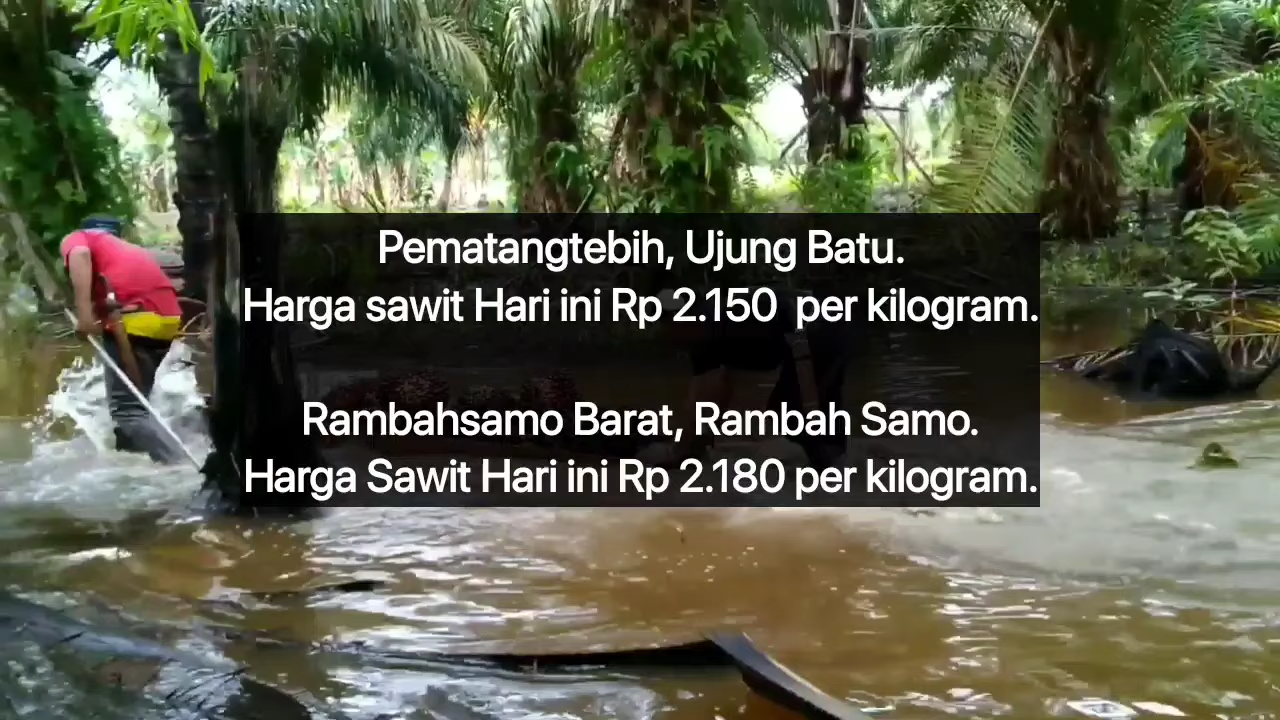 Pematangtebih, Ujung Batu.
Harga sawit Hari ini Rp 2.150  per kilogram.
Rambahsamo Barat, Rambah Samo.
Harga Sawit Hari ini Rp 2.180 per kilogram.